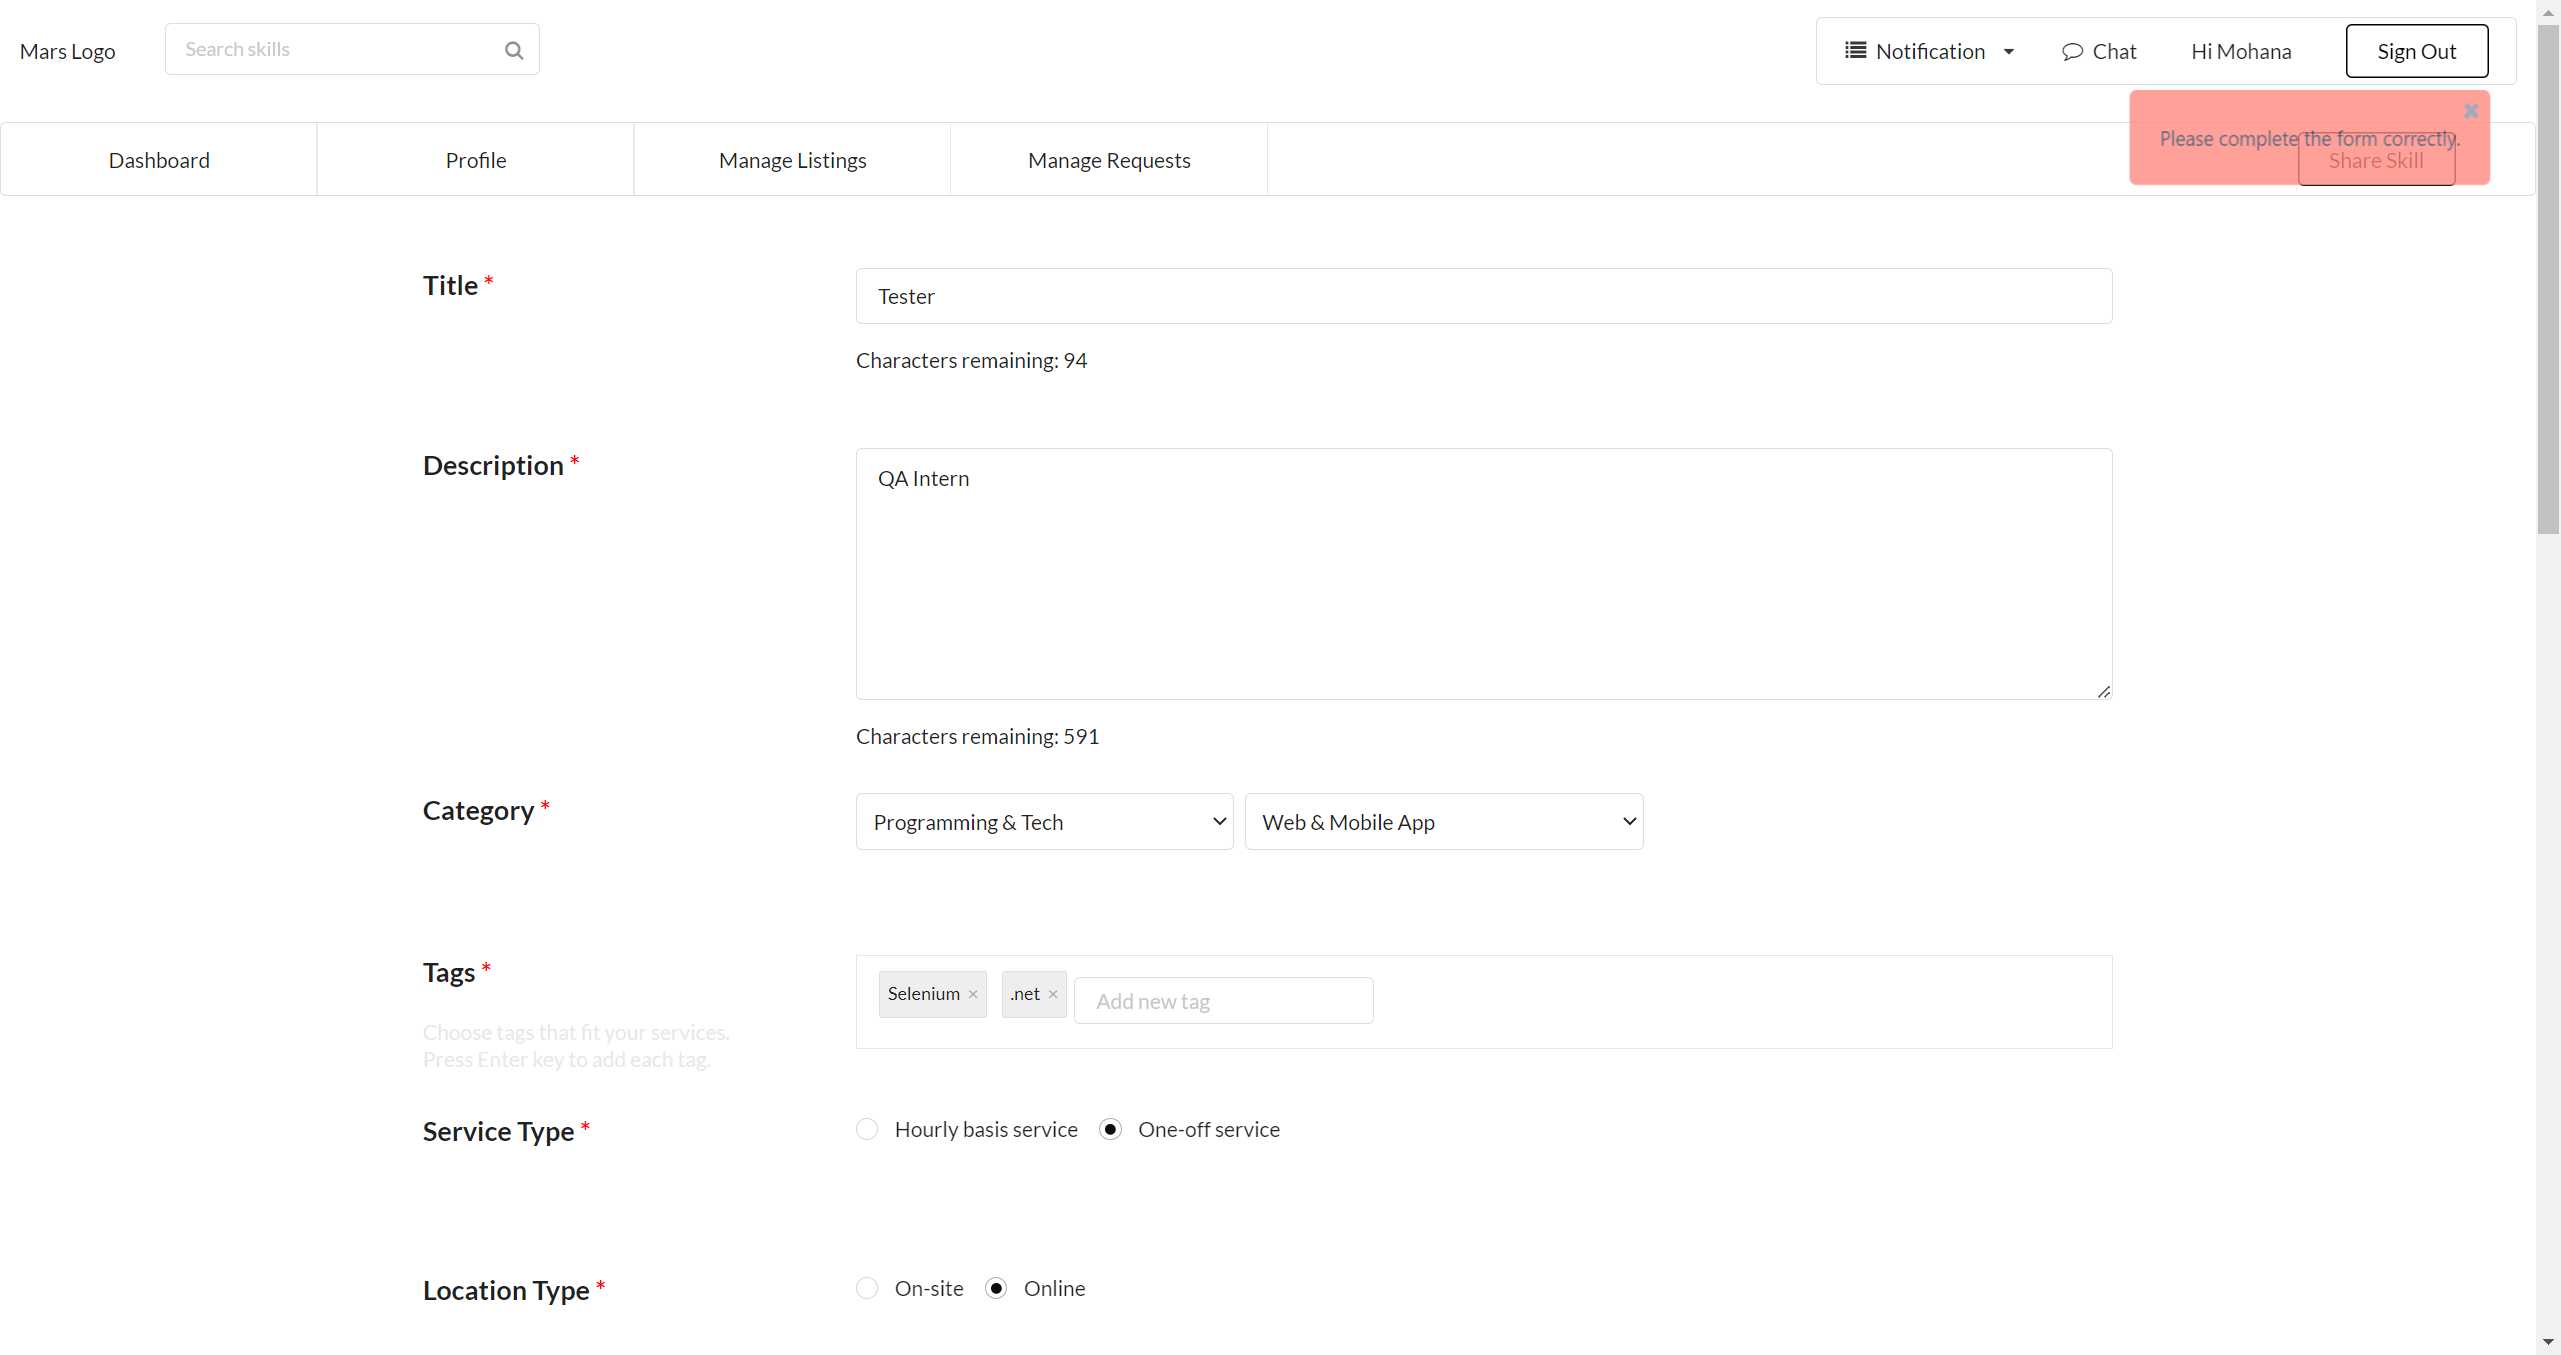 Mars Logo
Search skills
Notification
Chat
Hi Mohana
Sign Out
Please complete the form correctly.
Dashboard
Profile
Manage Listings
Manage Requests
Share Skill
Title *
Tester
Characters remaining: 94
Description *
QA Intern
Characters remaining: 591
Category *
Programming & Tech
Web & Mobile App
Tags *
Selenium ×
.net ×
Add new tag
Choose tags that fit your services.
Press Enter key to add each tag.
Service Type *
Hourly basis service
One-off service
Location Type *
On-site
Online